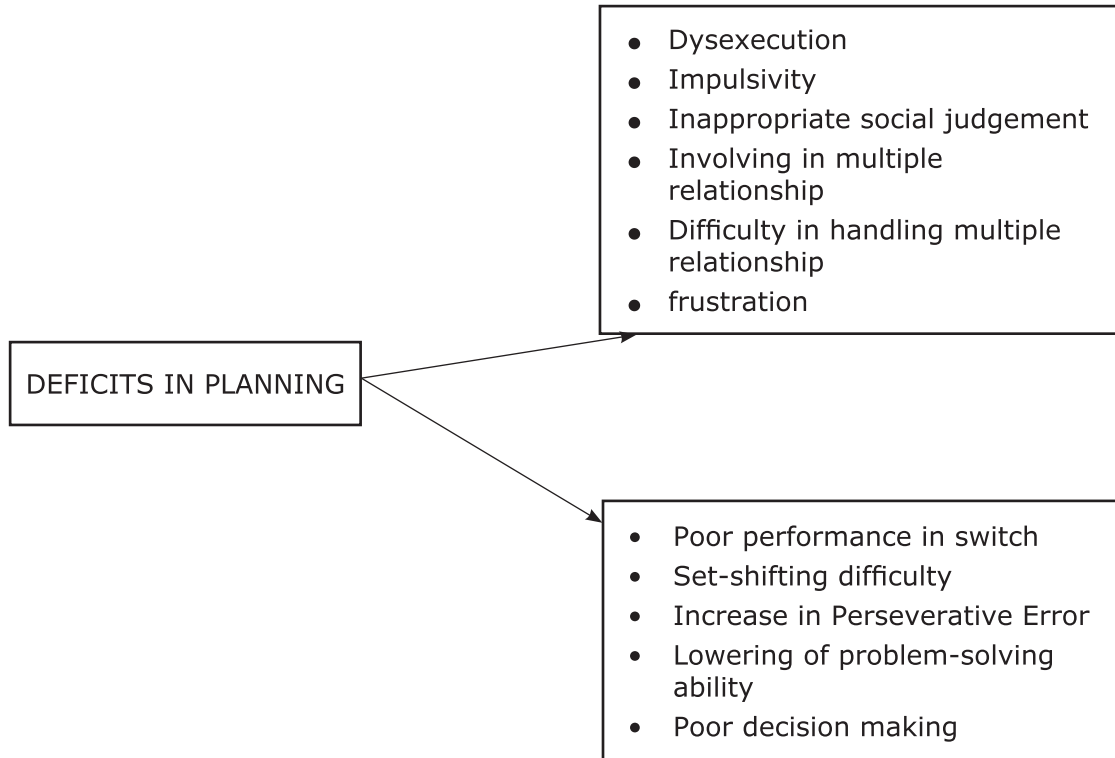 ● Dysexecution
● Impulsivity
● Inappropriate social judgement
● Involving in multiple
relationship
● Difficulty in handling multiple
relationship
● frustration
DEFICITS IN PLANNING
• Poor performance in switch
• Set-shifting difficulty
• Increase in Perseverative Error
• Lowering of problem-solving
ability
• Poor decision making